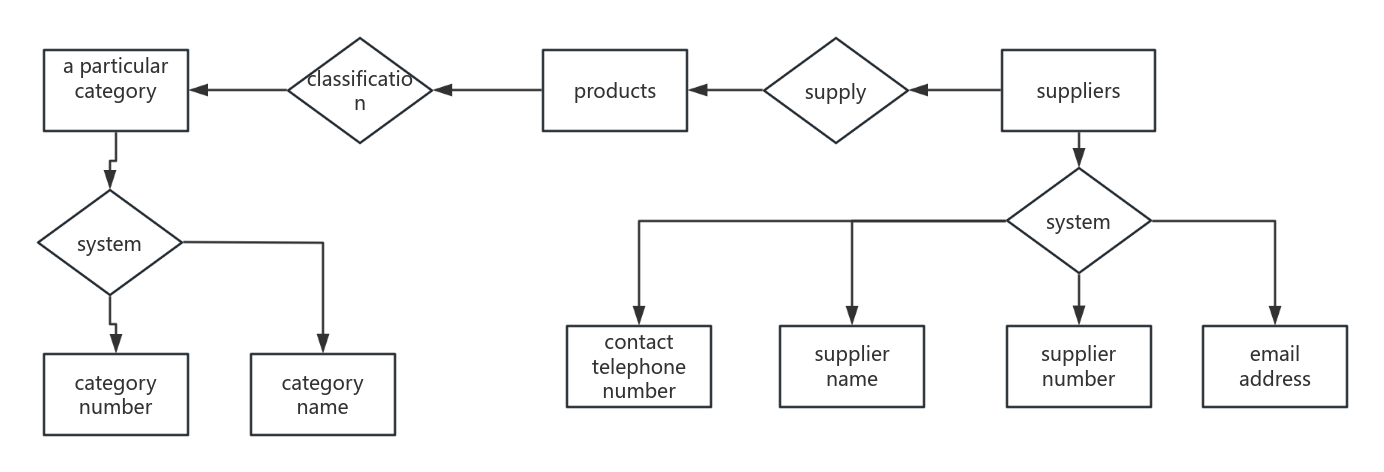 a particular
category
classificatio
n
products
supply
suppliers
system
category
number
category
name
system
contact
telephone
number
supplier
name
supplier
number
email
address